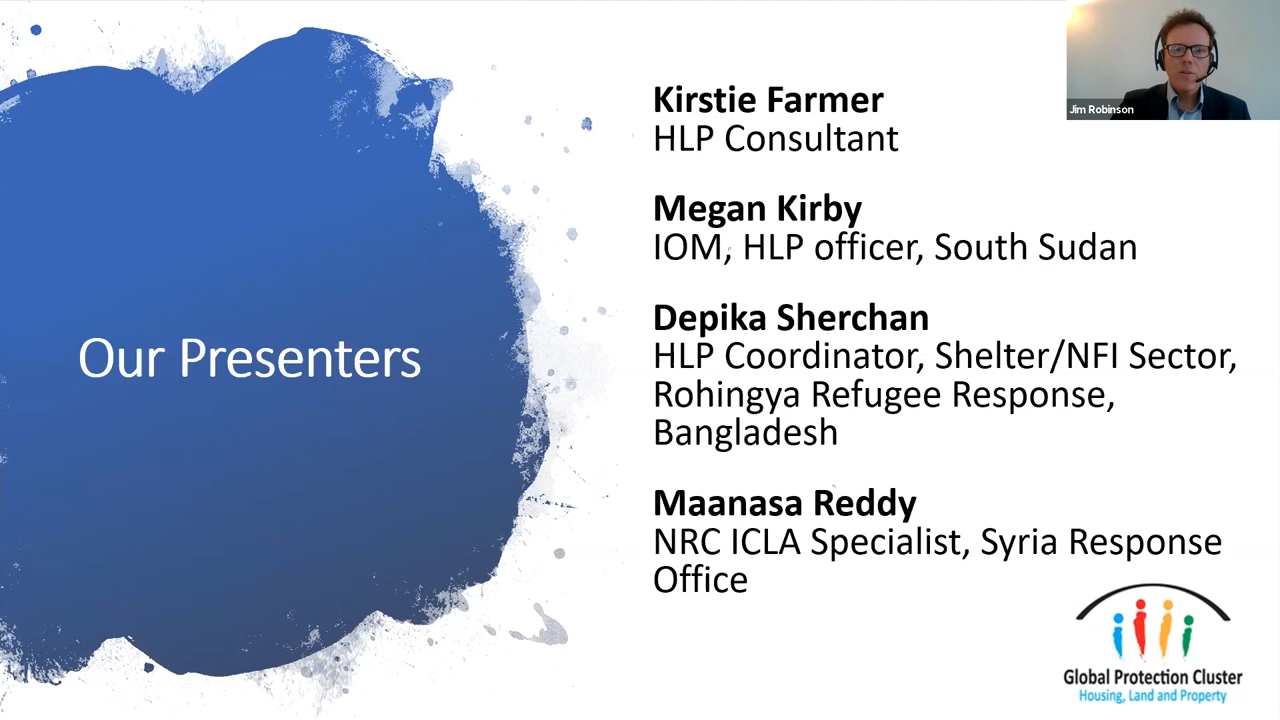 Our Presenters
Kirstie Farmer
HLP Consultant
Megan Kirby
IOM, HLP officer, South Sudan
Depika Sherchan
HLP Coordinator, Shelter/NFI Sector,
Rohingya Refugee Response,
Bangladesh
Maanasa Reddy
NRC ICLA Specialist, Syria Response
Office
Jim Robinson
Global Protection Cluster
Housing, Land and Property